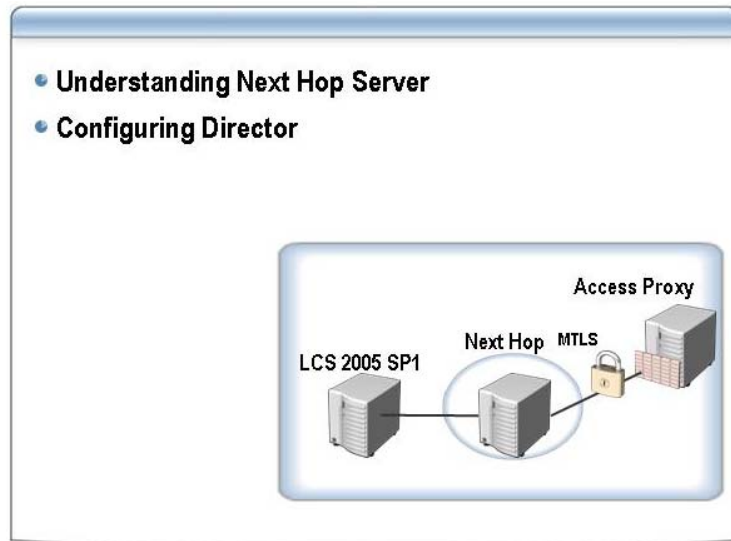 Understanding Next Hop Server
Configuring Director
Access Proxy
Next Hop
MTLS
LCS 2005 SP1